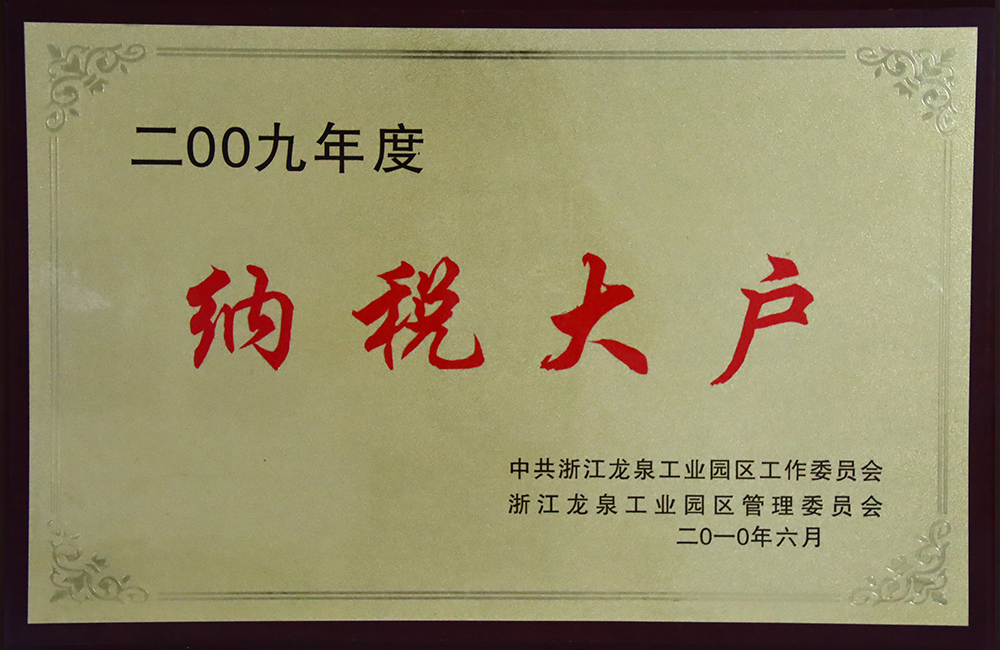 二00九年度
纳税大户
中共浙江龙泉工业园区工作委员会
浙江龙泉工业园区管理委员会
二0一0年六月